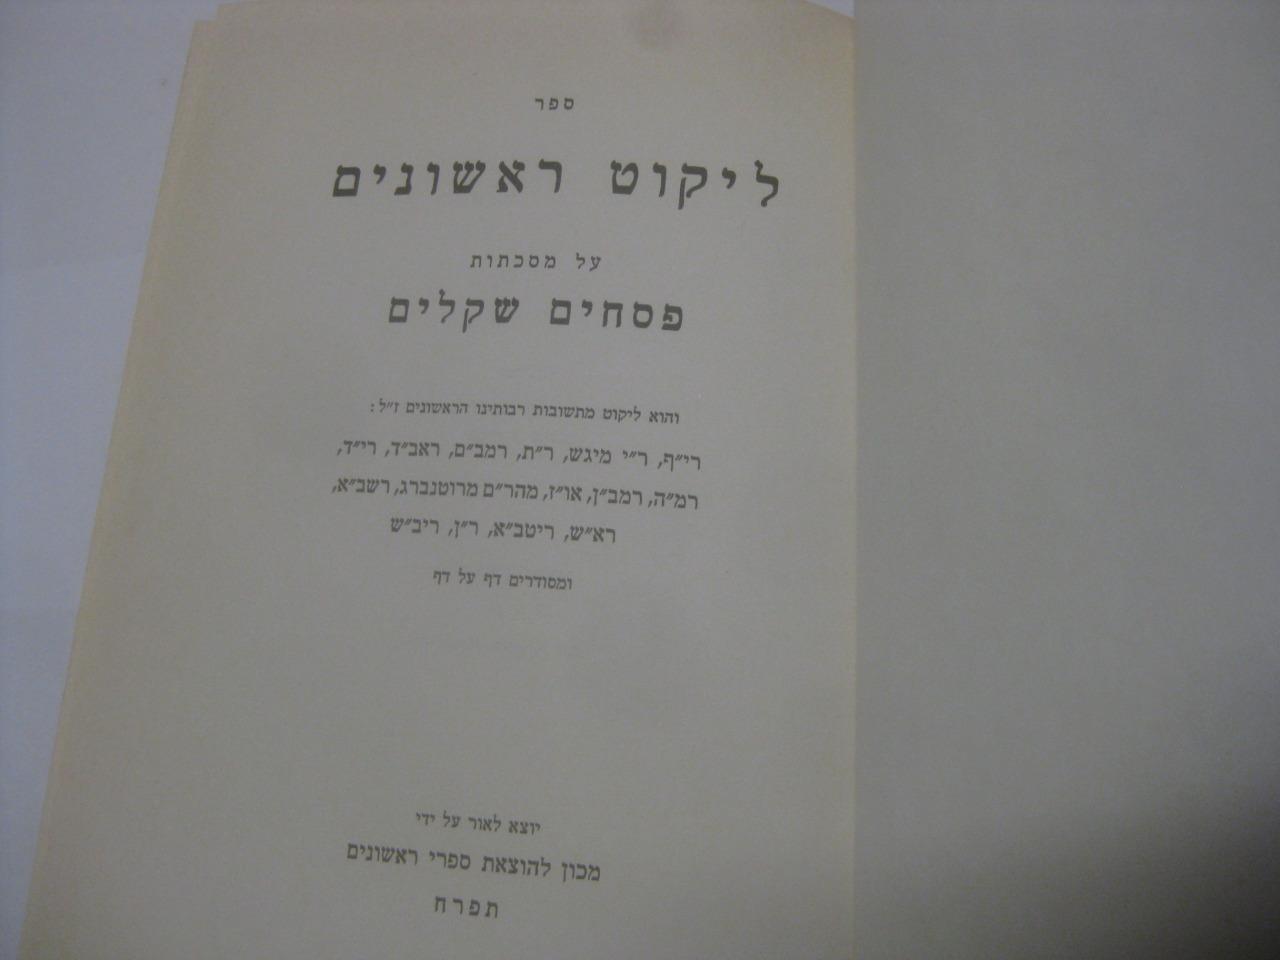 ספר
ליקוט ראשונים
על מסכתות
פסחים שקלים
והוא ליקוט מתשובות רבותינו הראשונים ז״ל:
רי״ף, ר״י מיגש, ר״ת, רמב״ם, ראב״ד, רי״ד,
רמ״ה, רמב״ן, או״ז, מהר״ם מרוטנברג, רשב״א,
רא״ש, ריטב״א, ר״ן, ריב״ש
ומסודרים דף על דף
יוצא לאור על ידי
מכון להוצאת ספרי ראשונים
תפרח